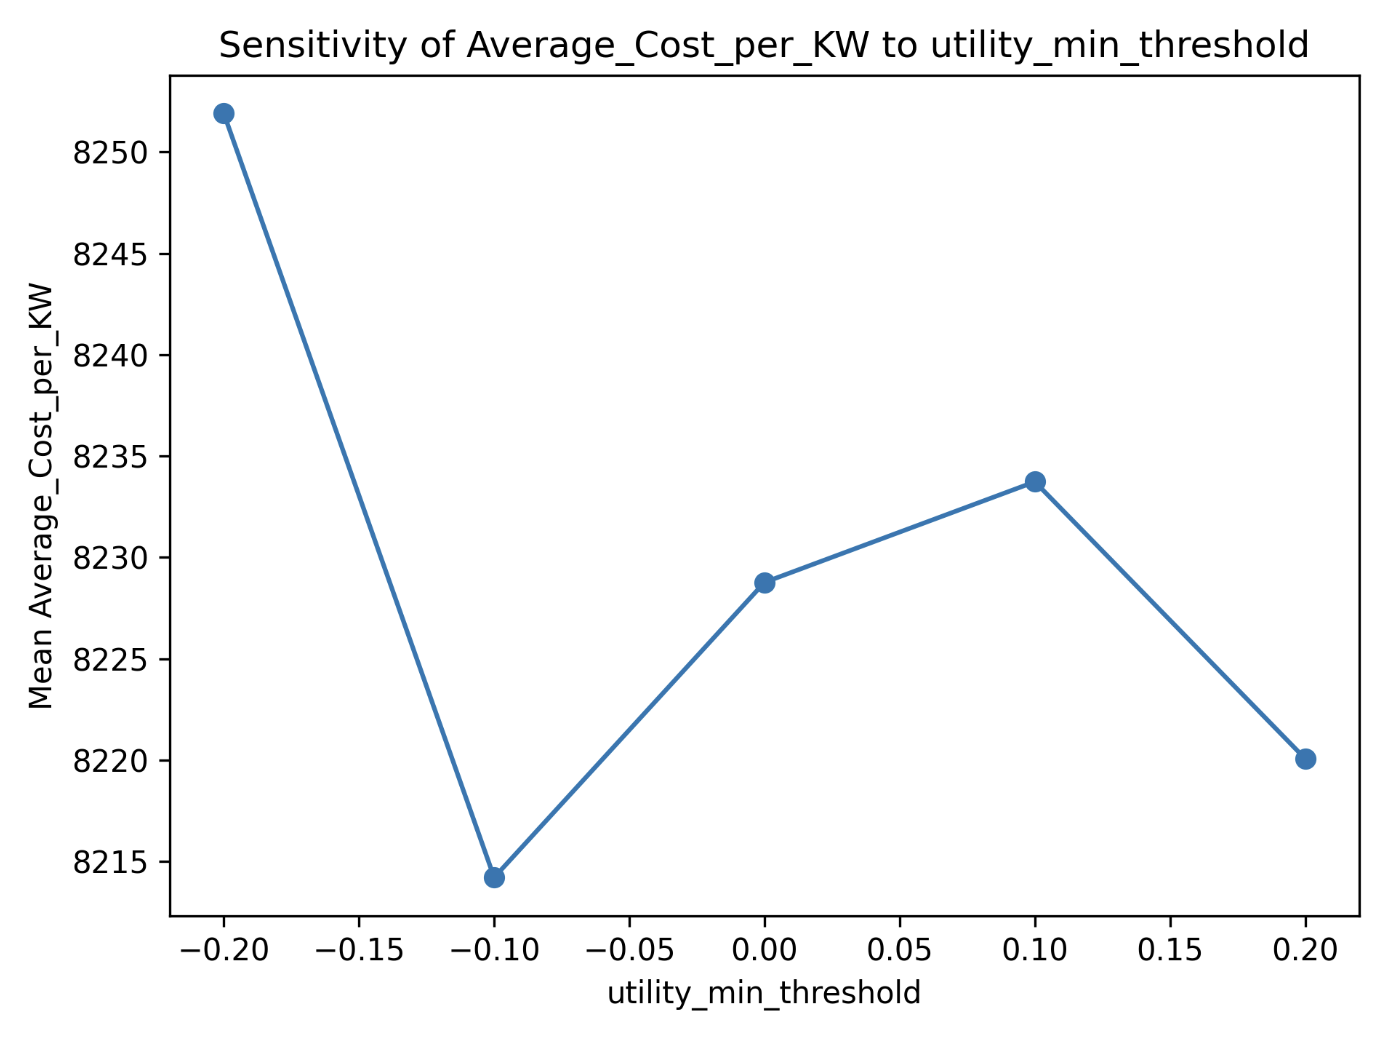 Sensitivity of Average_Cost_per_KW to utility_min_threshold
Mean Average_Cost_per_KW
8250
8245
8240
8235
8230
8225
8220
8215
−0.20 −0.15 −0.10 −0.05 0.00 0.05 0.10 0.15 0.20
utility_min_threshold